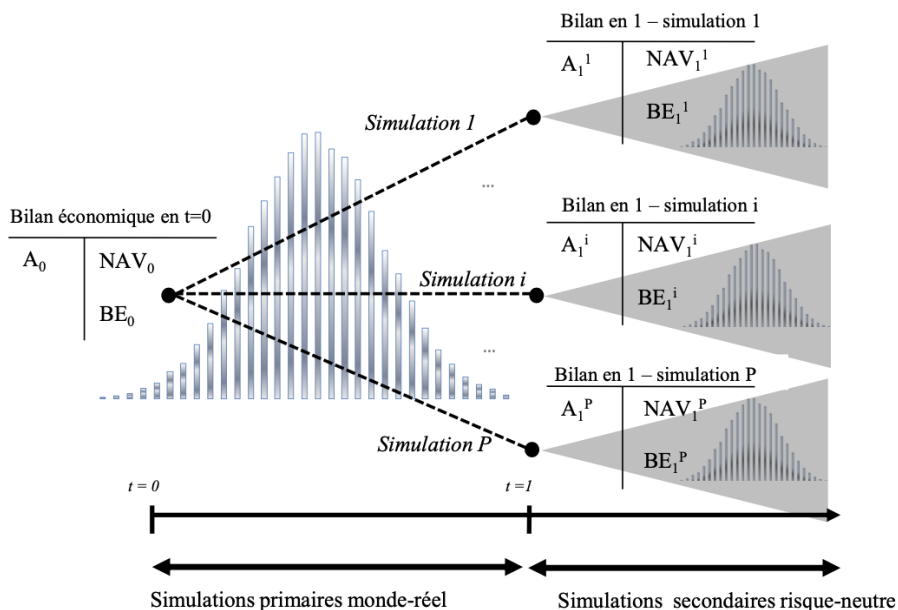 Bilan en 1 – simulation 1
A₁¹ NAV₁¹
BE₁¹
Simulation 1
...
Bilan économique en t=0
A₀ NAV₀
BE₀
Bilan en 1 – simulation i
A₁ⁱ NAV₁ⁱ
BE₁ⁱ
Simulation i
...
Bilan en 1 – simulation P
A₁ᴾ NAV₁ᴾ
BE₁ᴾ
Simulation P
t = 0 t =1
Simulations primaires monde-réel Simulations secondaires risque-neutre